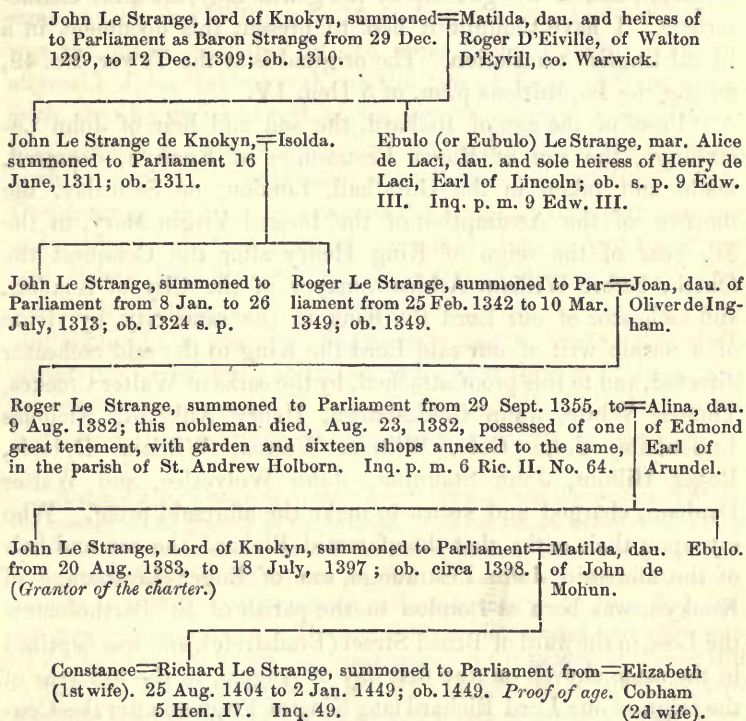 John Le Strange, lord of Knokyn, summoned
to Parliament as Baron Strange from 29 Dec.
1299, to 12 Dec. 1309; ob. 1310.
Matilda, dau. and heiress of
Roger D'Eiville, of Walton
D'Eyvill, co. Warwick.
John Le Strange de Knokyn,
summoned to Parliament 16
June, 1311; ob. 1311.
Isolda.
Ebulo (or Eubulo) Le Strange, mar. Alice
de Laci, dau. and sole heiress of Henry de
Laci, Earl of Lincoln; ob. s. p. 9 Edw.
III. Inq. p. m. 9 Edw. III.
John Le Strange, summoned to
Parliament from 8 Jan. to 26
July, 1313; ob. 1324 s. p.
Roger Le Strange, summoned to Par-
liament from 25 Feb. 1342 to 10 Mar.
1349; ob. 1349.
Joan, dau. of
Oliver de Ing-
ham.
Roger Le Strange, summoned to Parliament from 29 Sept. 1355, to
9 Aug. 1382; this nobleman died, Aug. 23, 1382, possessed of one
great tenement, with garden and sixteen shops annexed to the same,
in the parish of St. Andrew Holborn. Inq. p. m. 6 Ric. II. No. 64.
Alina, dau.
of Edmond
Earl of
Arundel.
John Le Strange, Lord of Knokyn, summoned to Parliament
from 20 Aug. 1383, to 18 July, 1397; ob. circa 1398.
(Grantor of the charter.)
Matilda, dau.
of John de
Mohun.
Ebulo.
Constance
(1st wife).
Richard Le Strange, summoned to Parliament from
25 Aug. 1404 to 2 Jan. 1449; ob. 1449. Proof of age.
5 Hen. IV. Inq. 49.
Elizabeth
Cobham
(2d wife).